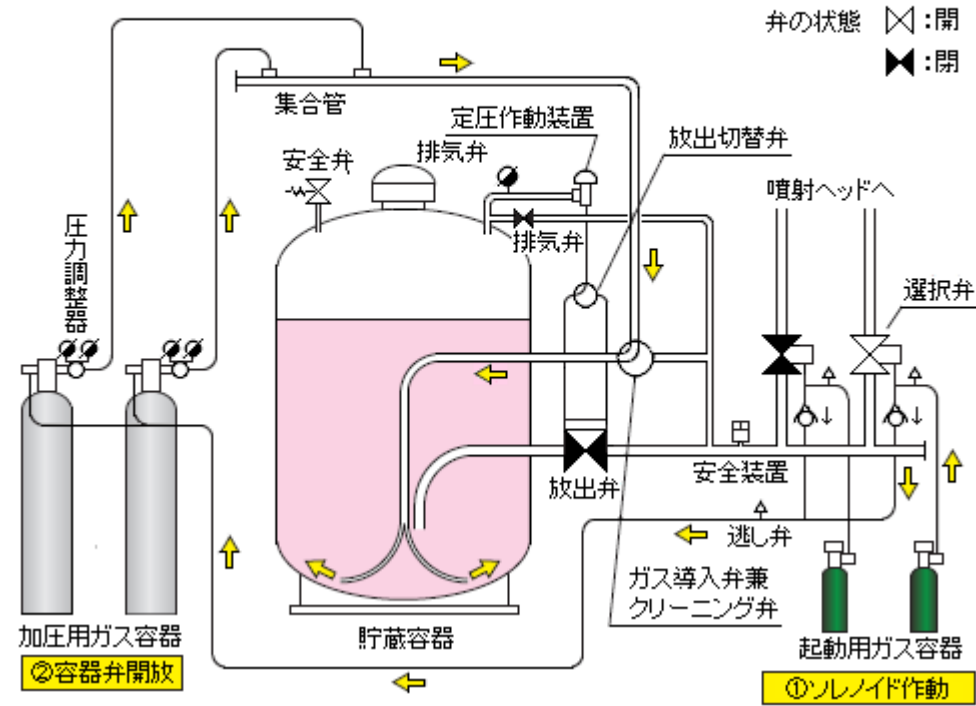 弁の状態 :開
:閉
集合管
定圧作動装置
放出切替弁
安全弁
排気弁
噴射ヘッドへ
圧力調整器
排気弁
選択弁
放出弁
安全装置
逃し弁
ガス導入弁兼
クリーニング弁
加圧用ガス容器
貯蔵容器
起動用ガス容器
②容器弁開放
①ソレノイド作動